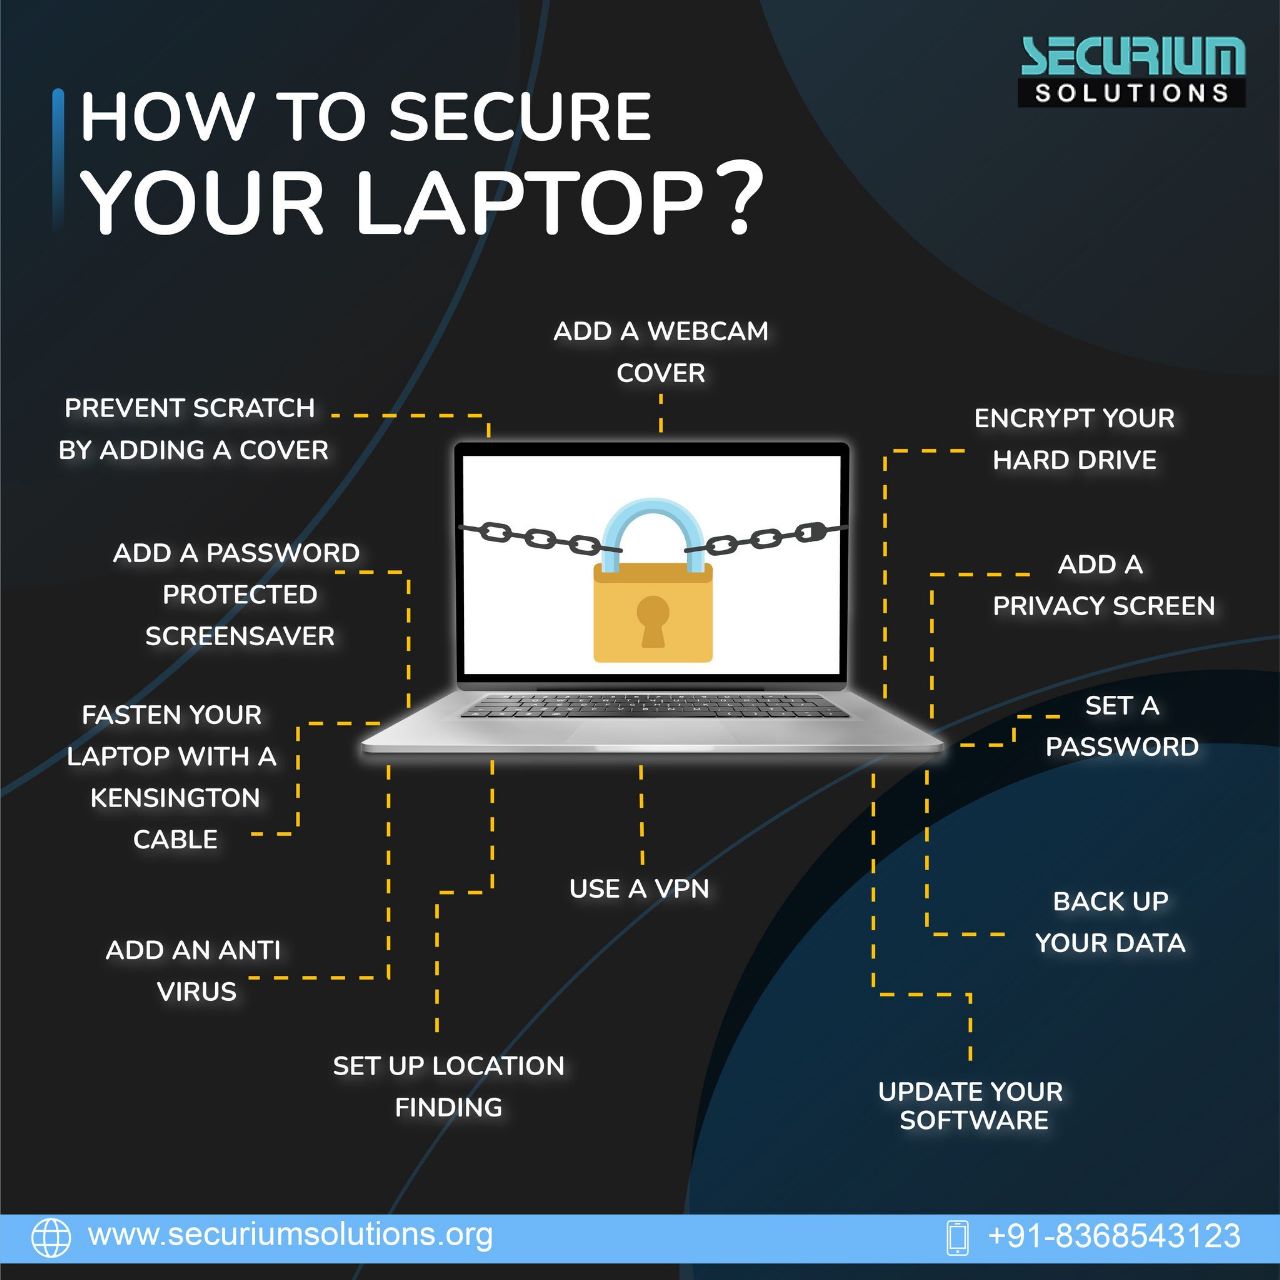 SECURIUM
SOLUTIONS
HOW TO SECURE
YOUR LAPTOP?
ADD A WEBCAM
COVER
PREVENT SCRATCH
BY ADDING A COVER
ENCRYPT YOUR
HARD DRIVE
ADD A PASSWORD
PROTECTED
SCREENSAVER
ADD A
PRIVACY SCREEN
FASTEN YOUR
LAPTOP WITH A
KENSINGTON
CABLE
SET A
PASSWORD
USE A VPN
BACK UP
YOUR DATA
ADD AN ANTI
VIRUS
SET UP LOCATION
FINDING
UPDATE YOUR
SOFTWARE
www.securiumsolutions.org
+91-8368543123